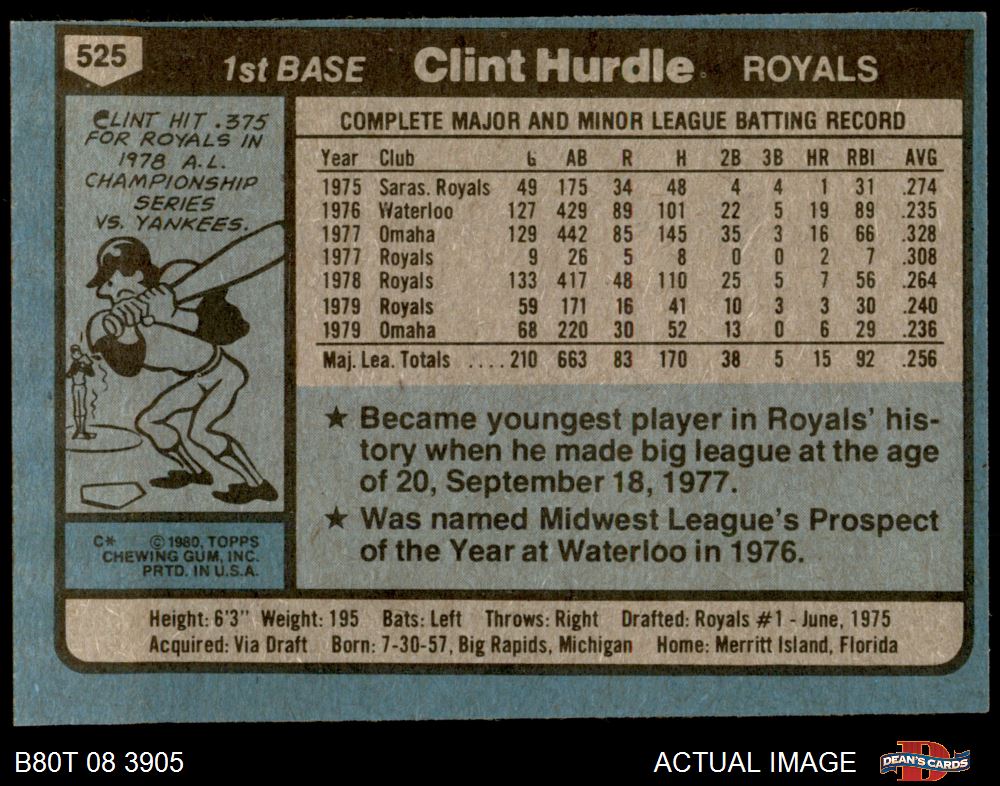 525
1st BASE Clint Hurdle ROYALS
CLINT HIT .375
FOR ROYALS IN
1978 A.L.
CHAMPIONSHIP
SERIES
VS. YANKEES.
C* © 1980, TOPPS
CHEWING GUM, INC.
PRTD. IN U.S.A.
COMPLETE MAJOR AND MINOR LEAGUE BATTING RECORD
Year Club G AB R H 2B 3B HR RBI AVG
1975 Saras. Royals 49 175 34 48 4 4 1 31 .274
1976 Waterloo 127 429 89 101 22 5 19 89 .235
1977 Omaha 129 442 85 145 35 3 16 66 .328
1977 Royals 9 26 5 8 0 0 2 7 .308
1978 Royals 133 417 48 110 25 5 7 56 .264
1979 Royals 59 171 16 41 10 3 3 30 .240
1979 Omaha 68 220 30 52 13 0 6 29 .236
Maj. Lea. Totals .... 210 663 83 170 38 5 15 92 .256
★ Became youngest player in Royals' his-
tory when he made big league at the age
of 20, September 18, 1977.
★ Was named Midwest League's Prospect
of the Year at Waterloo in 1976.
Height: 6'3" Weight: 195 Bats: Left Throws: Right Drafted: Royals #1 - June, 1975
Acquired: Via Draft Born: 7-30-57, Big Rapids, Michigan Home: Merritt Island, Florida
B80T 08 3905
ACTUAL IMAGE
DEAN'S CARDS